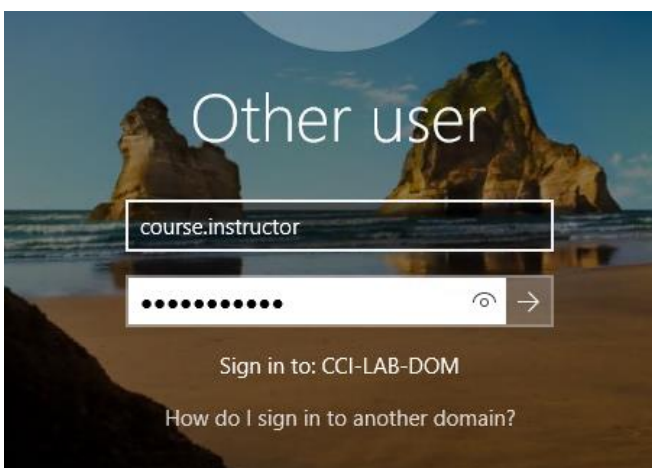 Other user
course.instructor
●●●●●●●●●●●
Sign in to: CCI-LAB-DOM
How do I sign in to another domain?